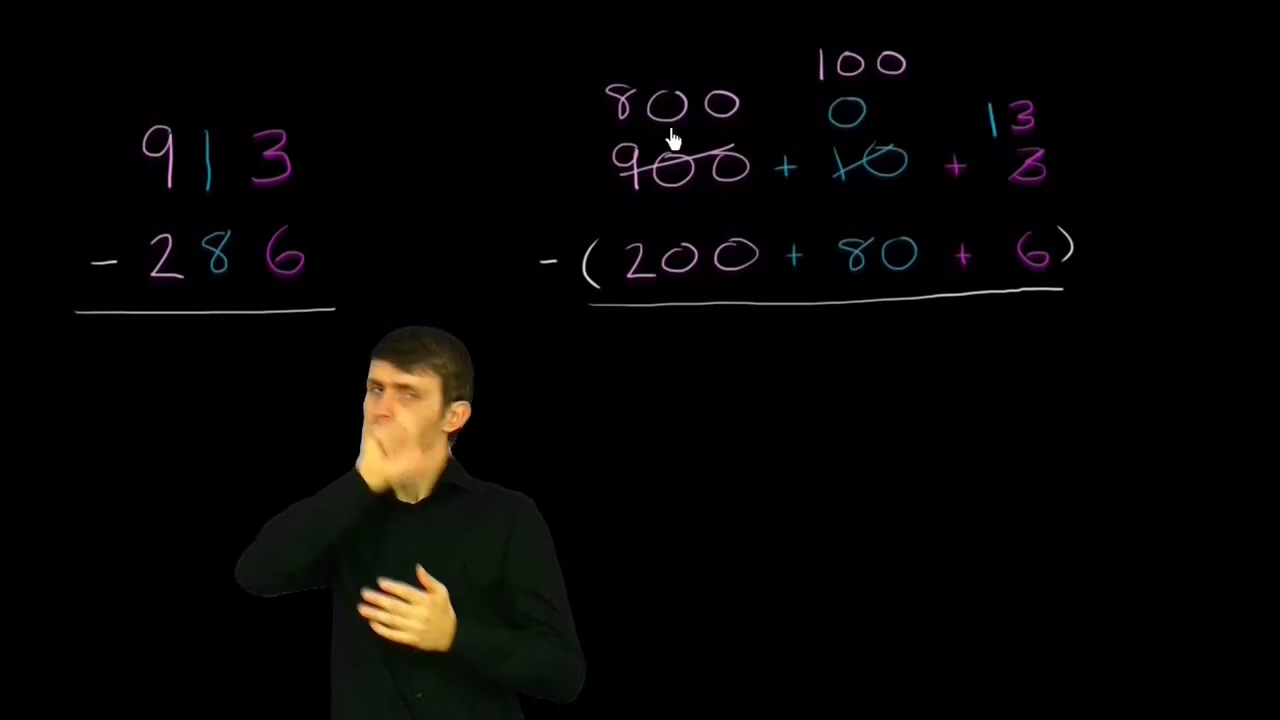 913
- 286
100
800 0 13
900 + 10 + 3
- (200 + 80 + 6)